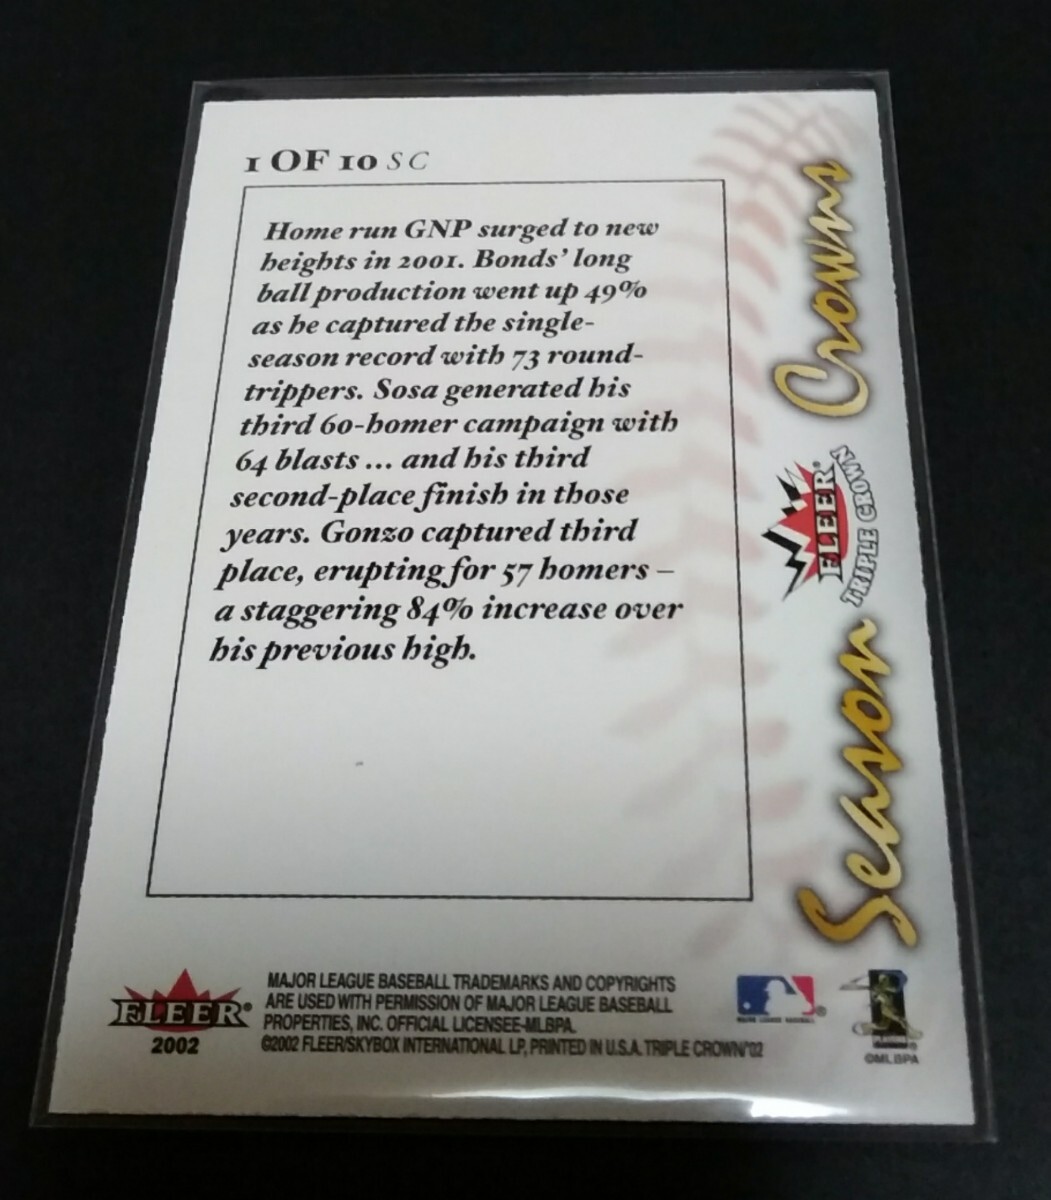 1 OF 10 SC
Home run GNP surged to new
heights in 2001. Bonds' long
ball production went up 49%
as he captured the single-
season record with 73 round-
trippers. Sosa generated his
third 60-homer campaign with
64 blasts ... and his third
second-place finish in those
years. Gonzo captured third
place, erupting for 57 homers –
a staggering 84% increase over
his previous high.
Season Crowns
FLEER®
TRIPLE CROWN
FLEER®
2002
MAJOR LEAGUE BASEBALL TRADEMARKS AND COPYRIGHTS
ARE USED WITH PERMISSION OF MAJOR LEAGUE BASEBALL
PROPERTIES, INC. OFFICIAL LICENSEE-MLBPA.
©2002 FLEER/SKYBOX INTERNATIONAL LP, PRINTED IN U.S.A. TRIPLE CROWN/'02
MAJOR LEAGUE BASEBALL
©MLBPA